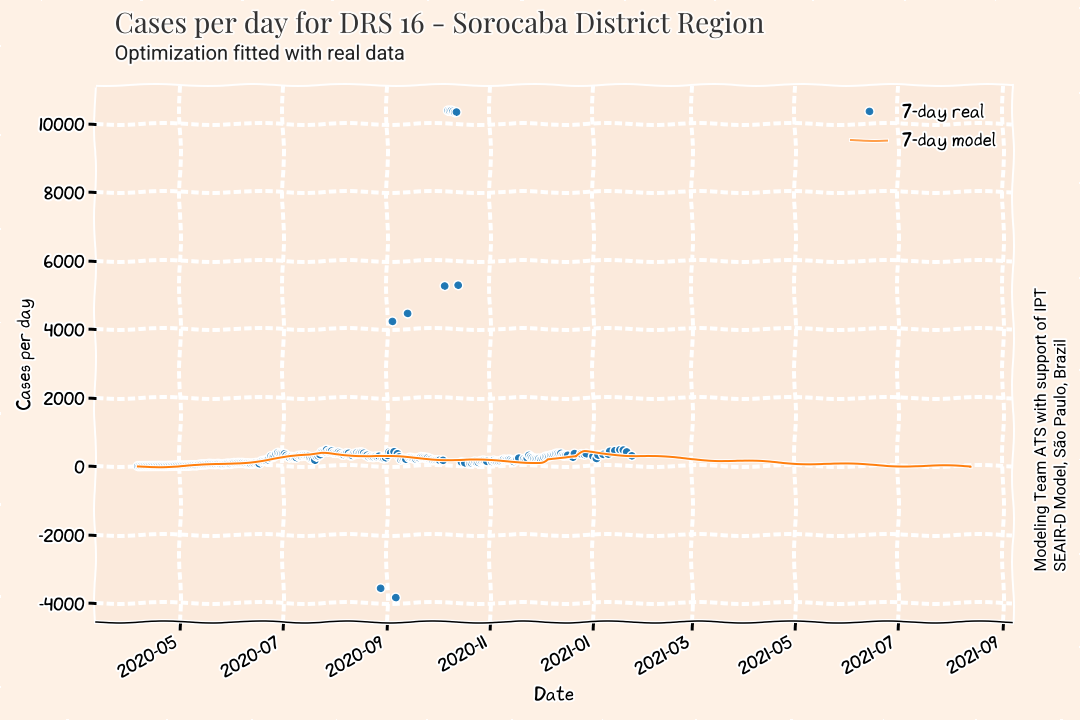 Cases per day for DRS 16 - Sorocaba District Region
Optimization fitted with real data
7-day real
7-day model
Cases per day
10000
8000
6000
4000
2000
0
-2000
-4000
2020-05
2020-07
2020-09
2020-11
2021-01
2021-03
2021-05
2021-07
2021-09
Date
Modeling Team ATS with support of IPT
SEAIR-D Model, São Paulo, Brazil